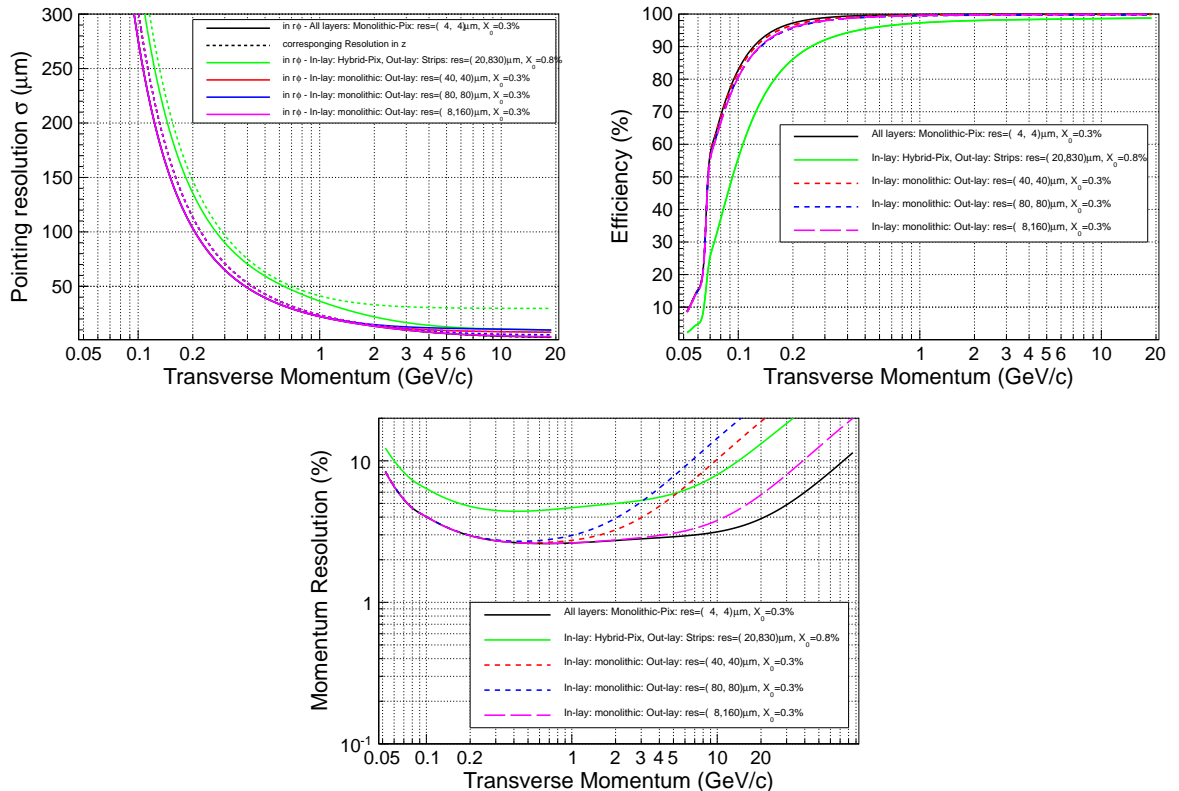 Pointing resolution σ (μm)
300
250
200
150
100
50
in rϕ - All layers: Monolithic-Pix: res=( 4, 4)μm, X0=0.3%
corresponging Resolution in z
in rϕ - In-lay: Hybrid-Pix, Out-lay: Strips: res=( 20,830)μm, X0=0.8%
in rϕ - In-lay: monolithic: Out-lay: res=( 40, 40)μm, X0=0.3%
in rϕ - In-lay: monolithic: Out-lay: res=( 80, 80)μm, X0=0.3%
in rϕ - In-lay: monolithic: Out-lay: res=( 8,160)μm, X0=0.3%
0.05 0.1 0.2 1 2 3 4 5 6 10 20
Transverse Momentum (GeV/c)
Efficiency (%)
100
90
80
70
60
50
40
30
20
10
All layers: Monolithic-Pix: res=( 4, 4)μm, X0=0.3%
In-lay: Hybrid-Pix, Out-lay: Strips: res=( 20,830)μm, X0=0.8%
In-lay: monolithic: Out-lay: res=( 40, 40)μm, X0=0.3%
In-lay: monolithic: Out-lay: res=( 80, 80)μm, X0=0.3%
In-lay: monolithic: Out-lay: res=( 8,160)μm, X0=0.3%
0.05 0.1 0.2 1 2 3 4 5 6 10 20
Transverse Momentum (GeV/c)
Momentum Resolution (%)
10
1
10-1
All layers: Monolithic-Pix: res=( 4, 4)μm, X0=0.3%
In-lay: Hybrid-Pix, Out-lay: Strips: res=( 20,830)μm, X0=0.8%
In-lay: monolithic: Out-lay: res=( 40, 40)μm, X0=0.3%
In-lay: monolithic: Out-lay: res=( 80, 80)μm, X0=0.3%
In-lay: monolithic: Out-lay: res=( 8,160)μm, X0=0.3%
0.05 0.1 0.2 1 2 3 4 5 10 20
Transverse Momentum (GeV/c)